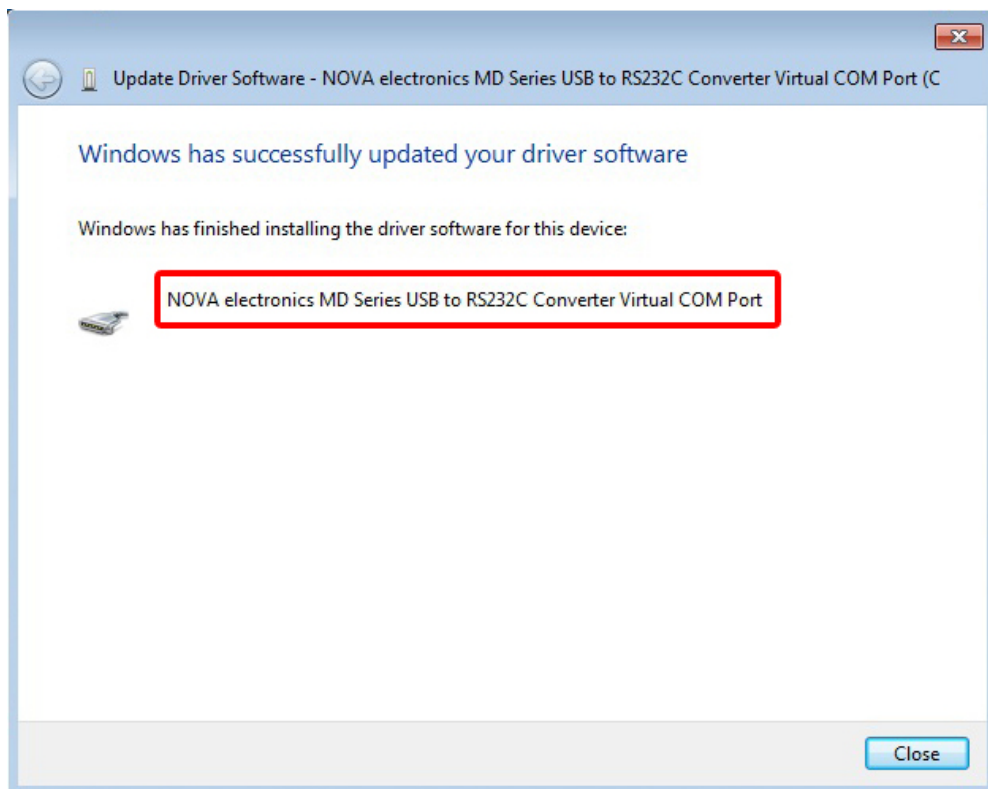 Update Driver Software - NOVA electronics MD Series USB to RS232C Converter Virtual COM Port (C
Windows has successfully updated your driver software
Windows has finished installing the driver software for this device:
NOVA electronics MD Series USB to RS232C Converter Virtual COM Port
Close